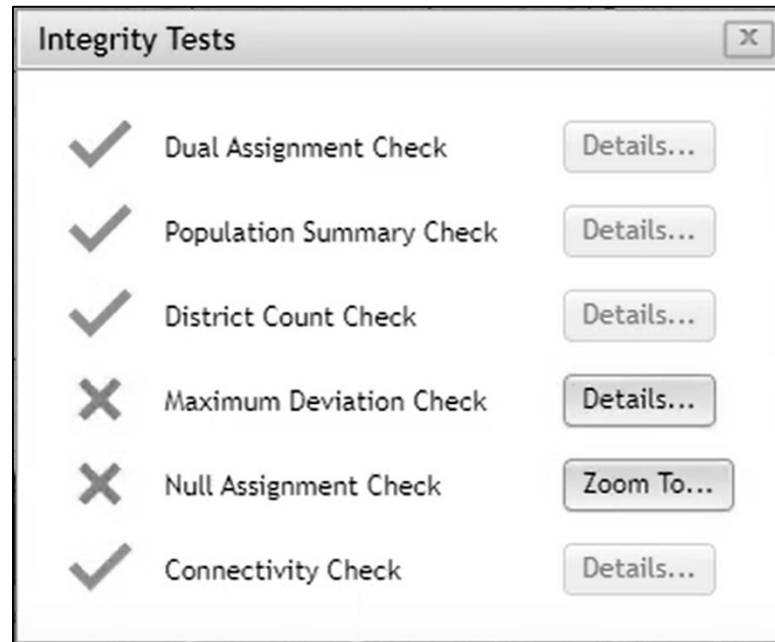 Integrity Tests
Dual Assignment Check Details...
Population Summary Check Details...
District Count Check Details...
Maximum Deviation Check Details...
Null Assignment Check Zoom To...
Connectivity Check Details...